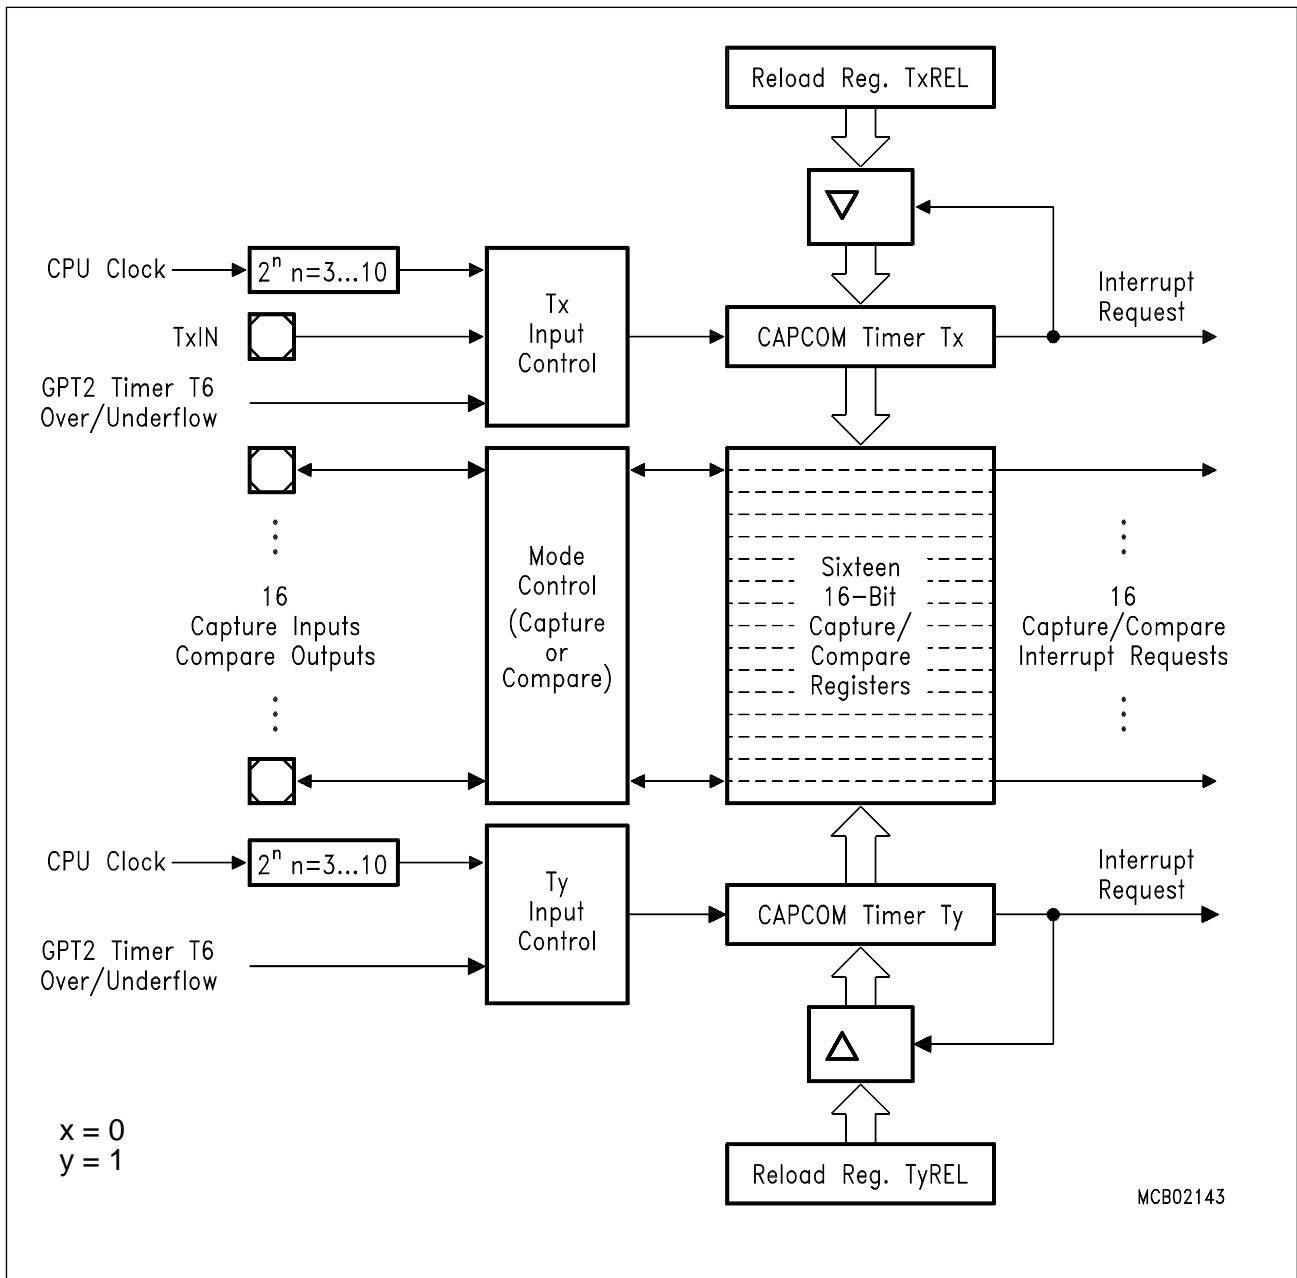 Reload Reg. TxREL
CPU Clock
2ⁿ n=3...10
Tx
Input
Control
TxIN
CAPCOM Timer Tx
Interrupt
Request
GPT2 Timer T6
Over/Underflow
16
Capture Inputs
Compare Outputs
Mode
Control
(Capture
or
Compare)
Sixteen
16-Bit
Capture/
Compare
Registers
16
Capture/Compare
Interrupt Requests
CPU Clock
2ⁿ n=3...10
Ty
Input
Control
CAPCOM Timer Ty
Interrupt
Request
GPT2 Timer T6
Over/Underflow
x = 0
y = 1
Reload Reg. TyREL
MCB02143